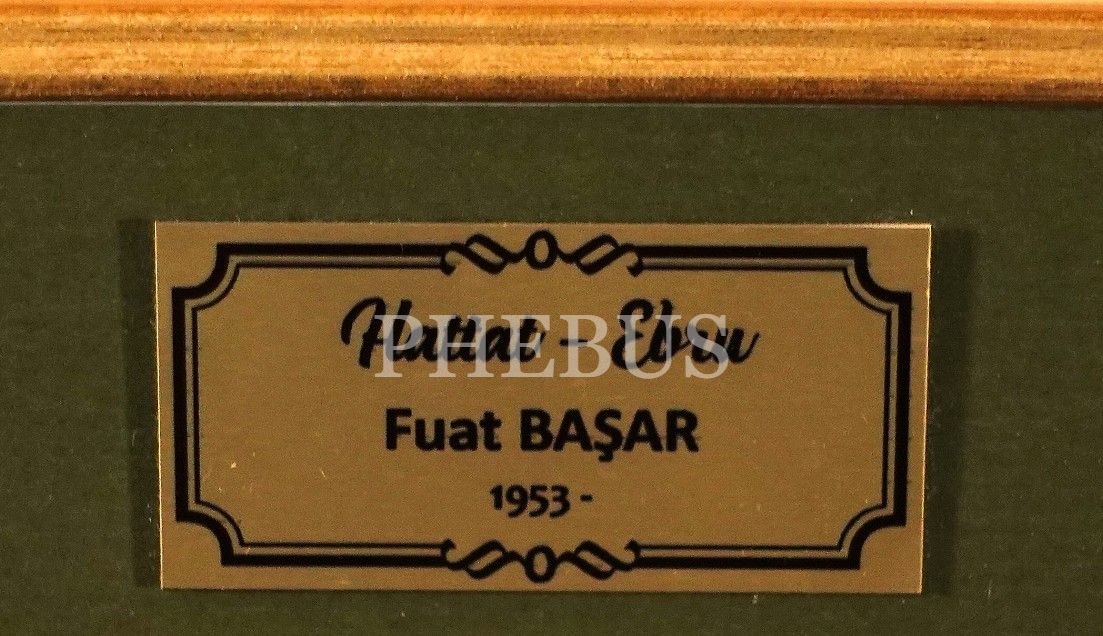 Hattat - Ebru
PHEBUS
Fuat BAŞAR
1953 -